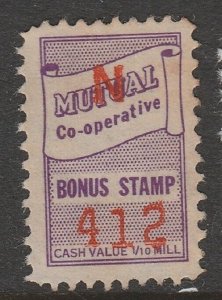 N
MUTUAL
Co-operative
BONUS STAMP
412
CASH VALUE 1/10 MILL